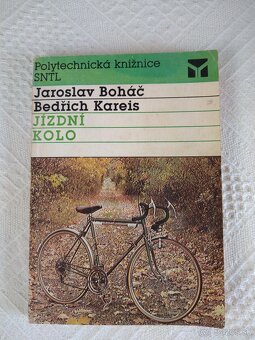 Polytechnická knižnice
SNTL
Jaroslav Boháč
Bedřich Kareis
JÍZDNÍ
KOLO